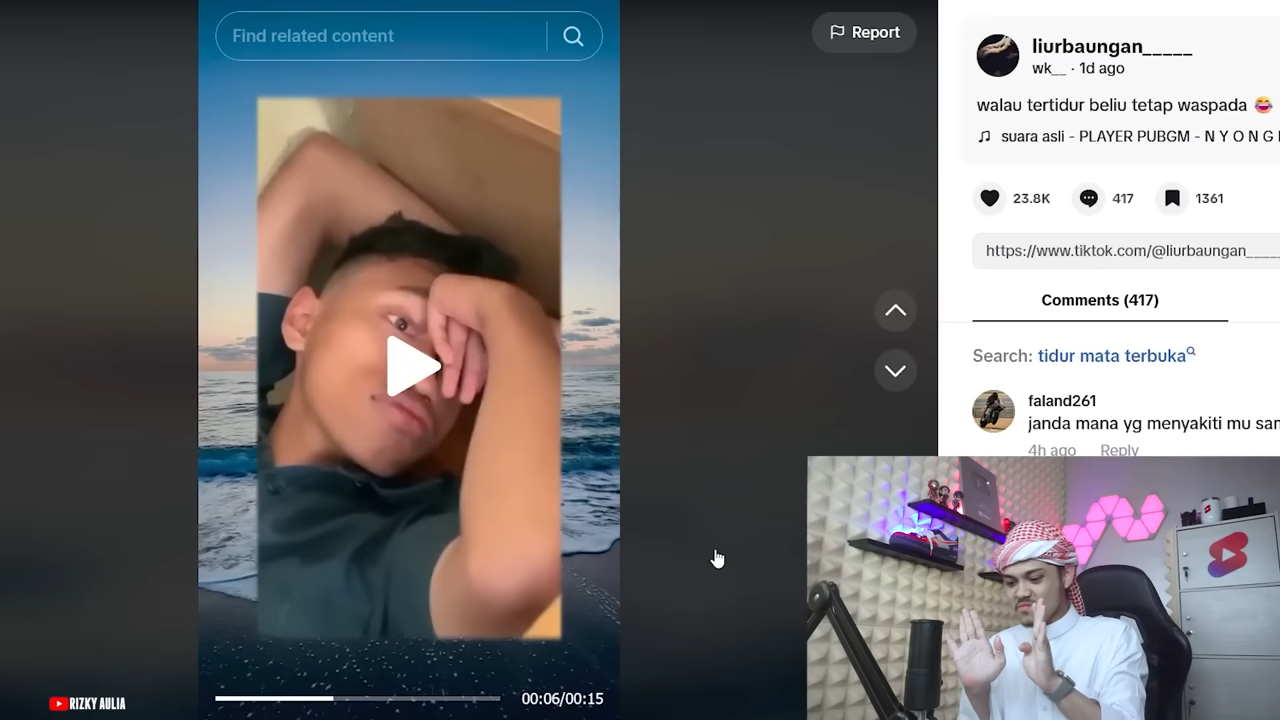 Find related content
Report
liurbaungan_____
wk__ · 1d ago
walau tertidur beliu tetap waspada 😂
suara asli - PLAYER PUBGM - N Y O N G
23.8K
417
1361
https://www.tiktok.com/@liurbaungan____
Comments (417)
Search: tidur mata terbuka
faland261
janda mana yg menyakiti mu
4h ago Reply
00:06/00:15
RIZKY AULIA